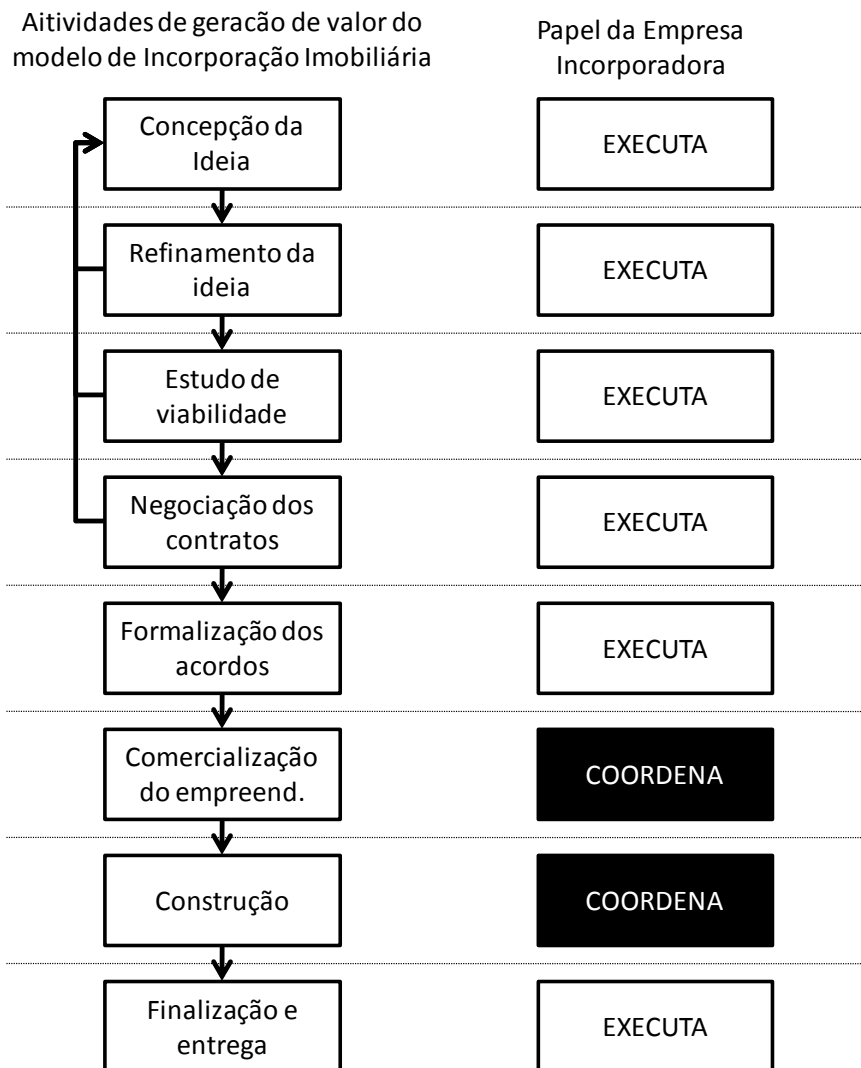 Aitividades de geracão de valor do
modelo de Incorporação Imobiliária
Papel da Empresa
Incorporadora
Concepção da
Ideia
EXECUTA
Refinamento da
ideia
EXECUTA
Estudo de
viabilidade
EXECUTA
Negociação dos
contratos
EXECUTA
Formalização dos
acordos
EXECUTA
Comercialização
do empreend.
COORDENA
Construção
COORDENA
Finalização e
entrega
EXECUTA